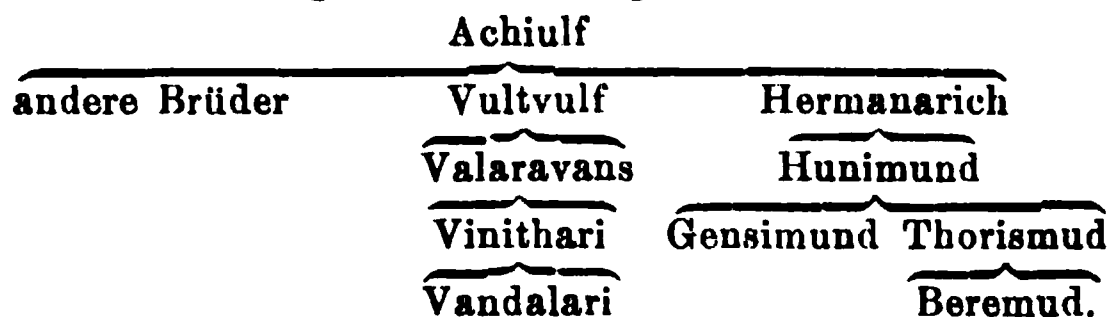 Achiulf
andere Brüder Vultvulf Hermanarich
Valaravans Hunimund
Vinithari Gensimund Thorismud
Vandalari Beremud.